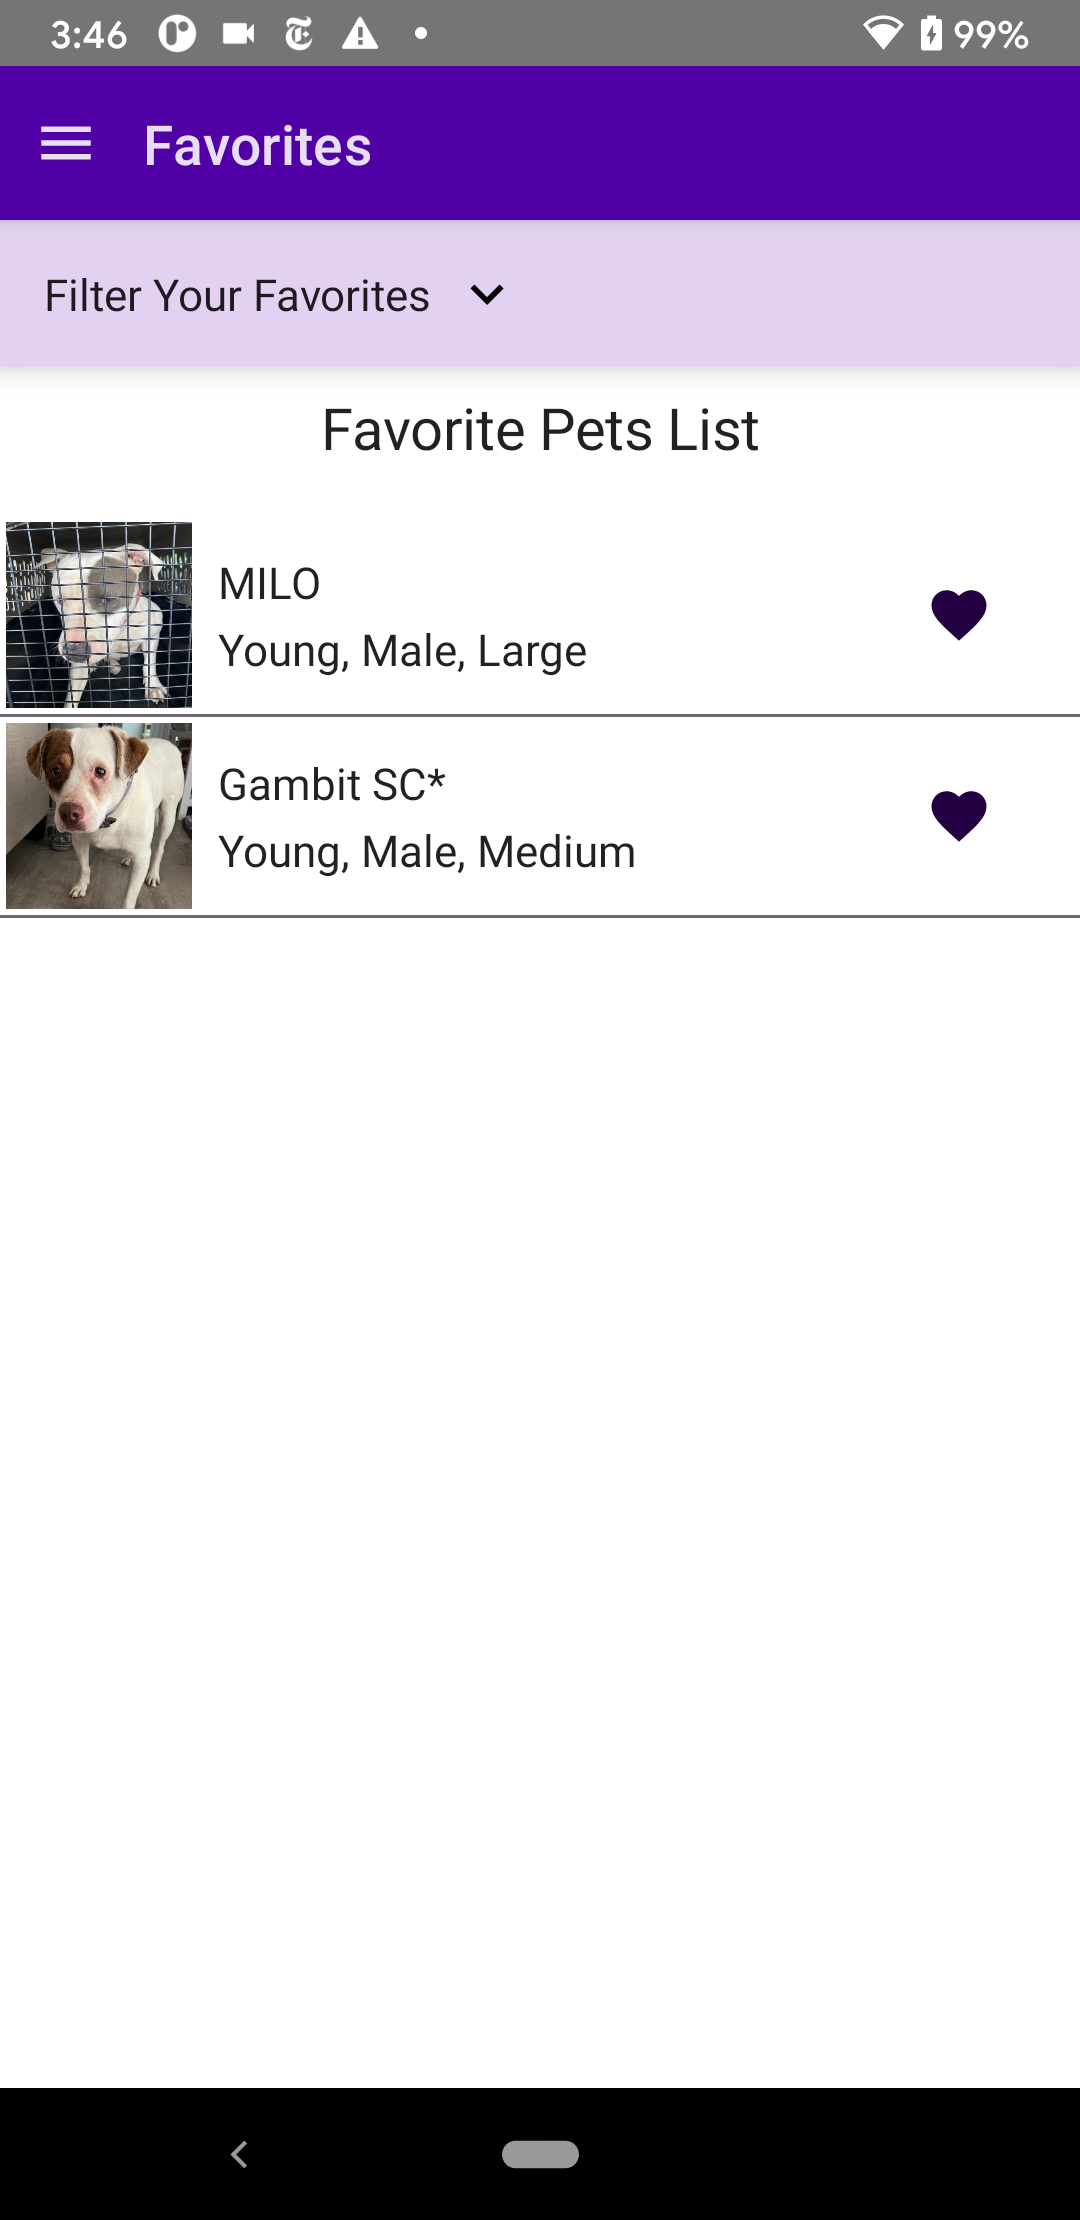 3:46 99%
Favorites
Filter Your Favorites
Favorite Pets List
MILO
Young, Male, Large
Gambit SC*
Young, Male, Medium